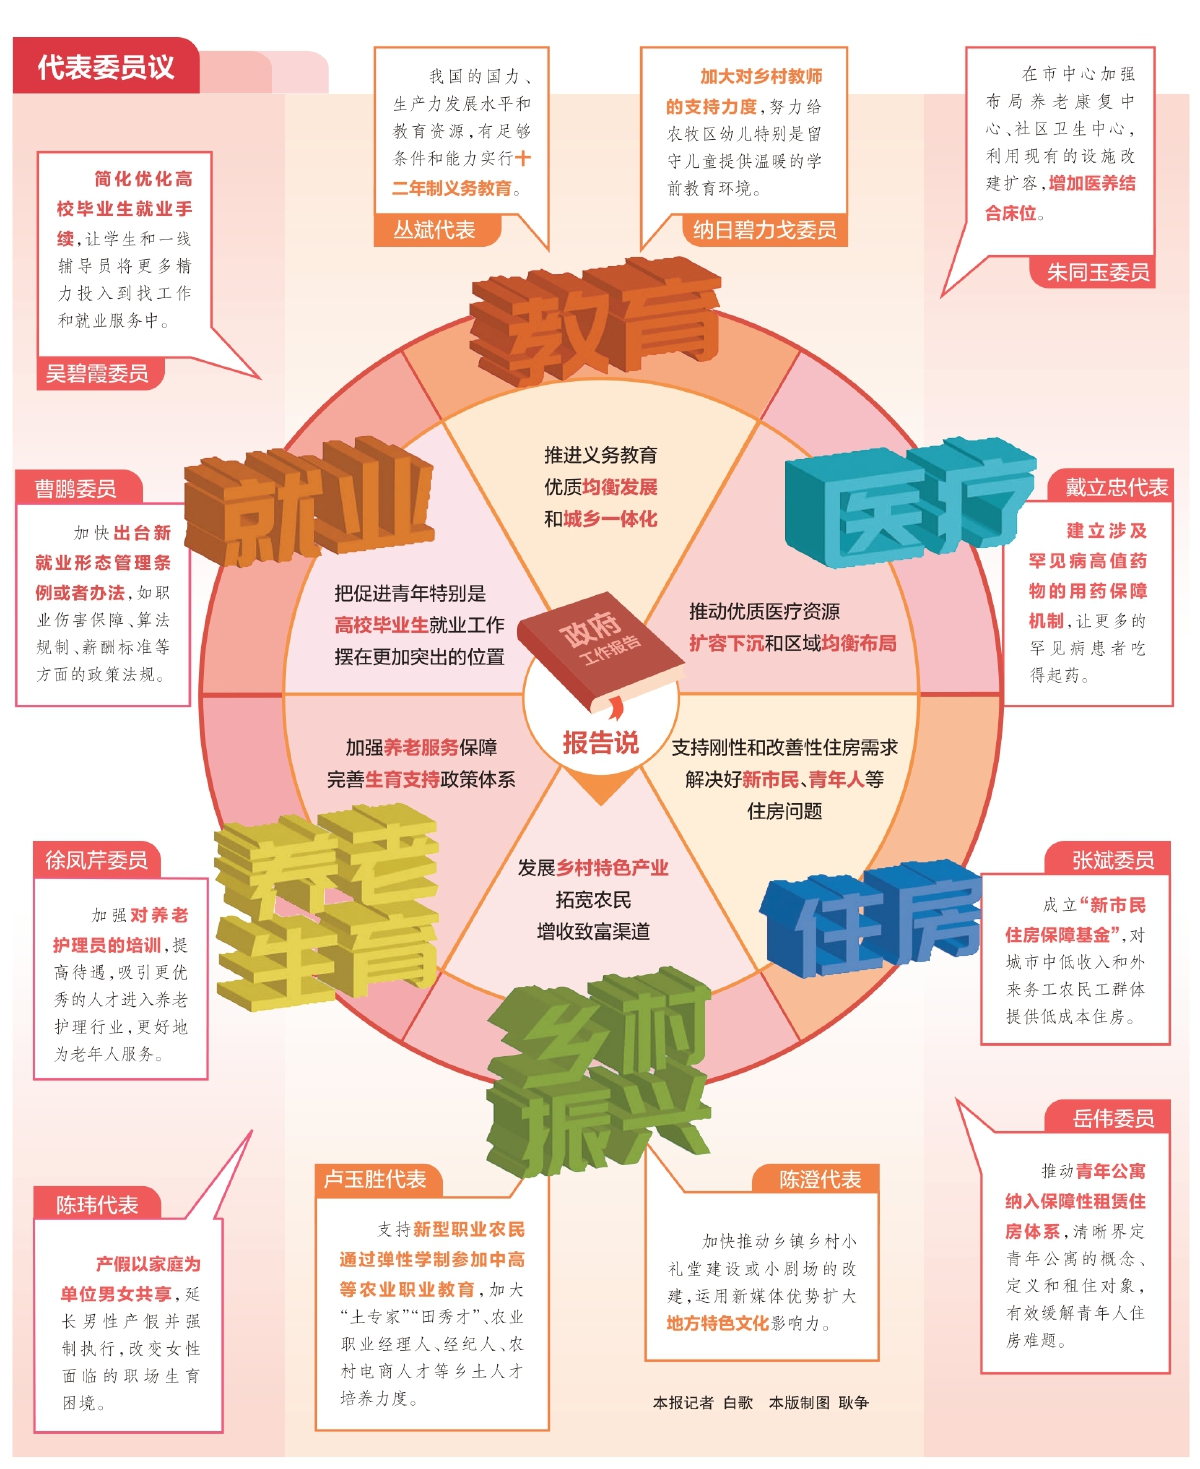 代表委员议
我国的国力、
生产力发展水平和
教育资源,有足够
条件和能力实行十
二年制义务教育。
丛斌代表
加大对乡村教师
的支持力度,努力给
农牧区幼儿特别是留
守儿童提供温暖的学
前教育环境。
纳日碧力戈委员
在市中心加强
布局养老康复中
心、社区卫生中心,
利用现有的设施改
建扩容,增加医养结
合床位。
朱同玉委员
简化优化高
校毕业生就业手
续,让学生和一线
辅导员将更多精
力投入到找工作
和就业服务中。
吴碧霞委员
教育
推进义务教育
优质均衡发展
和城乡一体化
就业
曹鹏委员
加快出台新
就业形态管理条
例或者办法,如职
业伤害保障、算法
规制、薪酬标准等
方面的政策法规。
把促进青年特别是
高校毕业生就业工作
摆在更加突出的位置
医疗
戴立忠代表
建立涉及
罕见病高值药
物的用药保障
机制,让更多的
罕见病患者吃
得起药。
推动优质医疗资源
扩容下沉和区域均衡布局
政府
工作报告
报告说
加强养老服务保障
完善生育支持政策体系
支持刚性和改善性住房需求
解决好新市民、青年人等
住房问题
发展乡村特色产业
拓宽农民
增收致富渠道
养老
生育
徐凤芹委员
加强对养老
护理员的培训,提
高待遇,吸引更优
秀的人才进入养老
护理行业,更好地
为老年人服务。
住房
张斌委员
成立“新市民
住房保障基金”,对
城市中低收入和外
来务工农民工群体
提供低成本住房。
乡村
振兴
陈玮代表
产假以家庭为
单位男女共享,延
长男性产假并强
制执行,改变女性
面临的职场生育
困境。
卢玉胜代表
支持新型职业农民
通过弹性学制参加中高
等农业职业教育,加大
“土专家”“田秀才”、农业
职业经理人、经纪人、农
村电商人才等乡土人才
培养力度。
陈澄代表
加快推动乡镇乡村小
礼堂建设或小剧场的改
建,运用新媒体优势扩大
地方特色文化影响力。
岳伟委员
推动青年公寓
纳入保障性租赁住
房体系,清晰界定
青年公寓的概念、
定义和租住对象,
有效缓解青年人住
房难题。
本报记者 白歌 本版制图 耿争